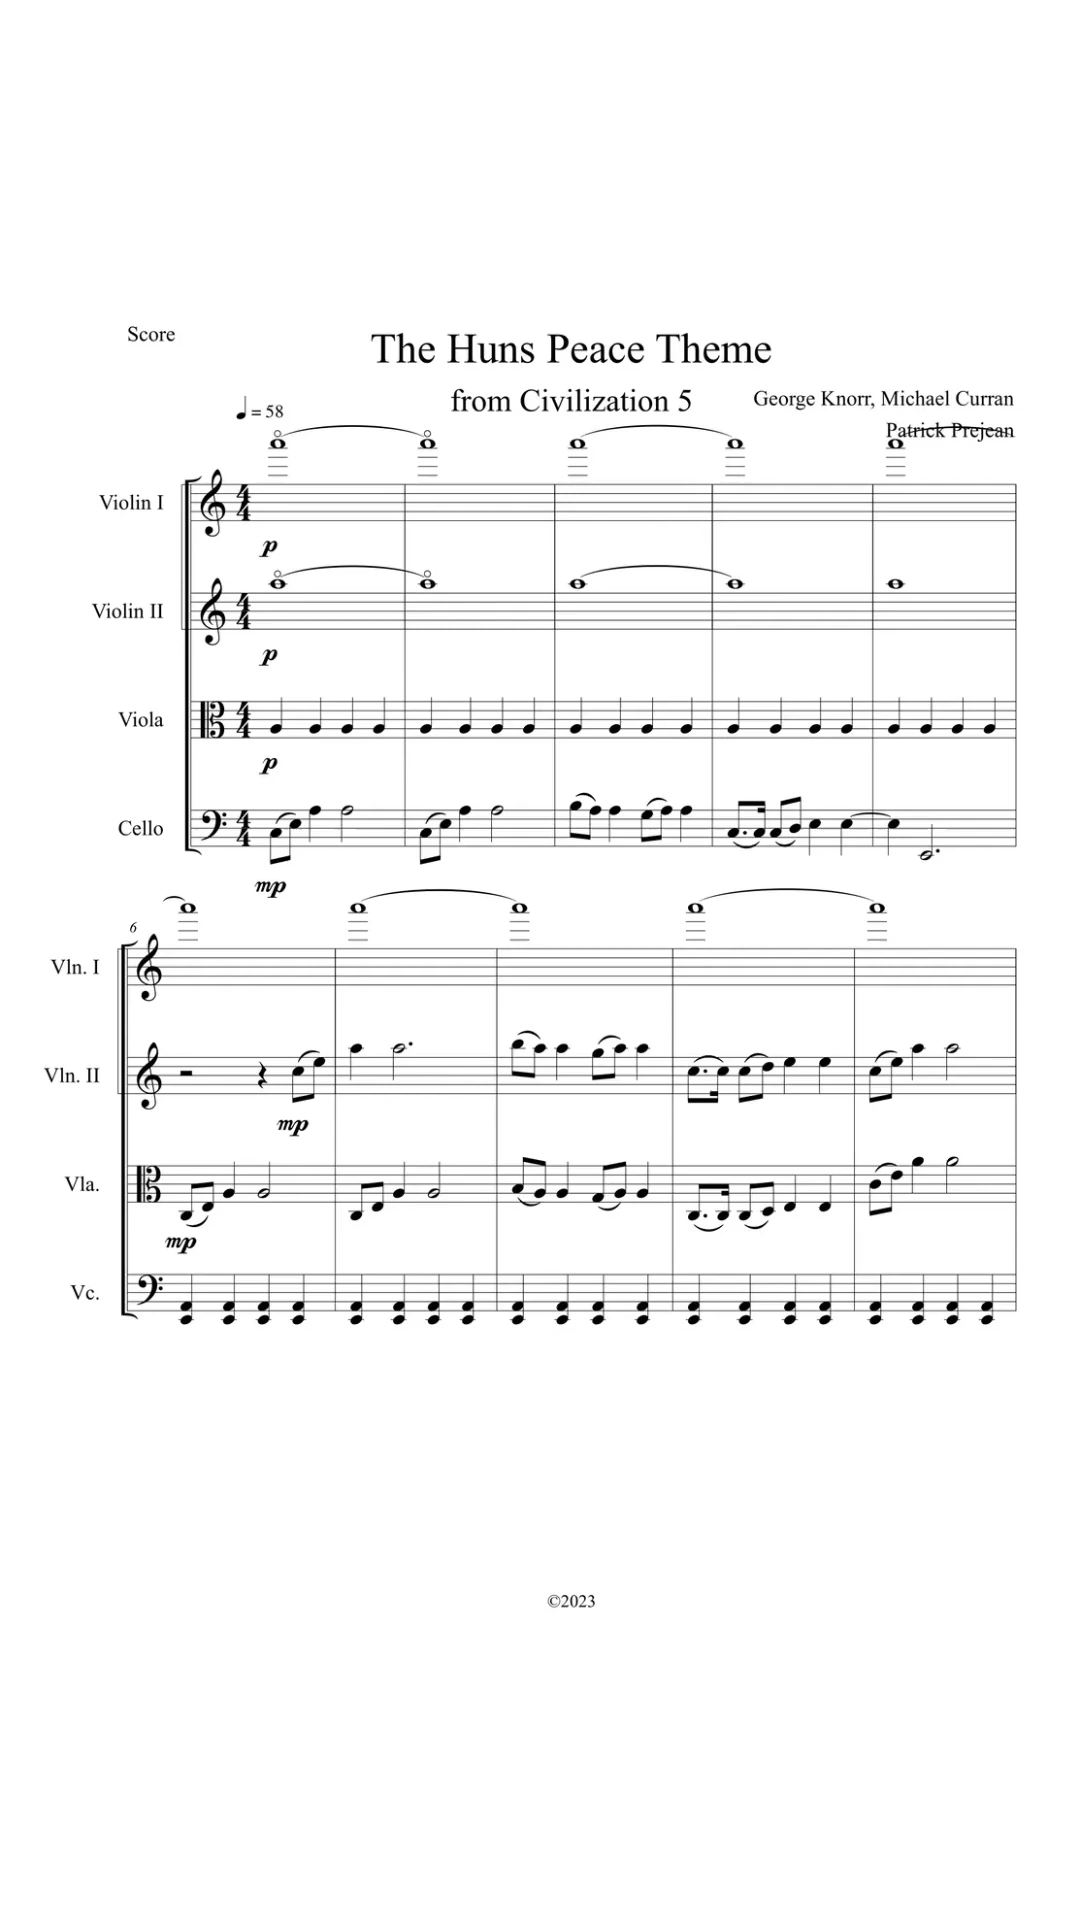 Score
The Huns Peace Theme
from Civilization 5
George Knorr, Michael Curran
Patrick Prejean
= 58
Violin I
p
Violin II
p
Viola
p
Cello
mp
6
Vln. I
Vln. II
mp
Vla.
mp
Vc.
©2023